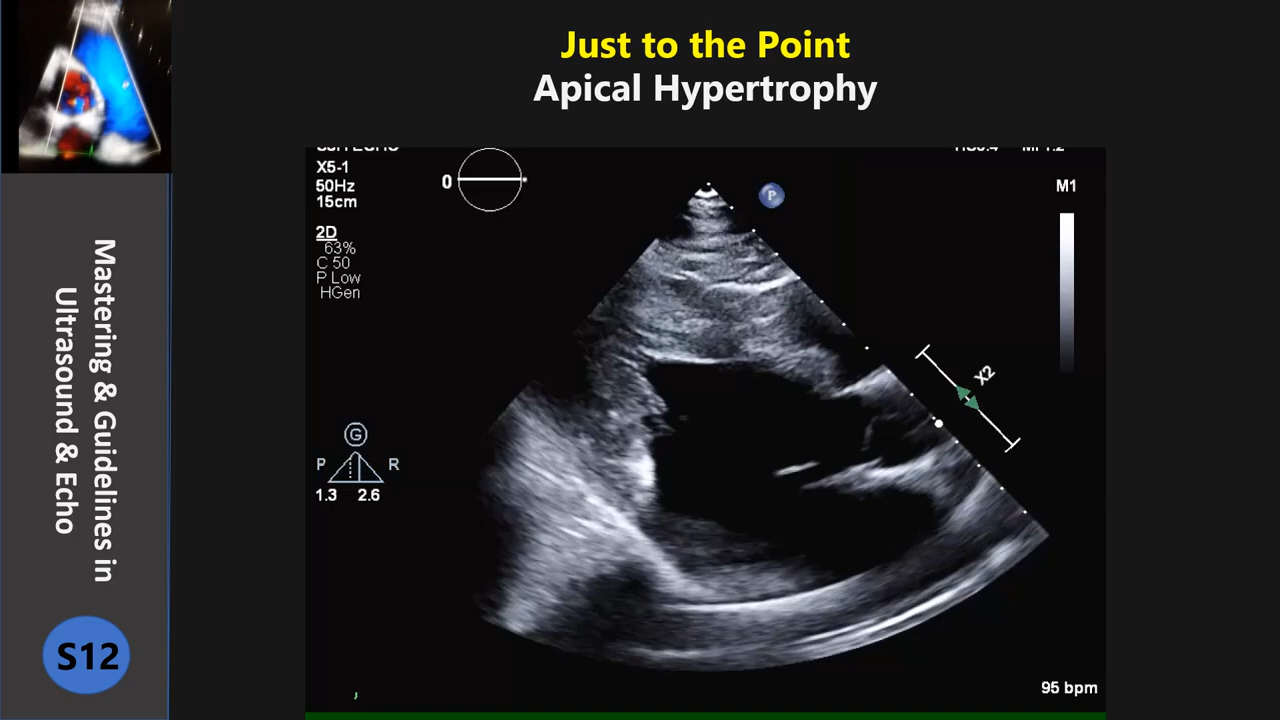 Just to the Point
Apical Hypertrophy
X5-1
50Hz
15cm
0
P
M1
2D
63%
C 50
P Low
HGen
X2
G
P R
1.3 2.6
95 bpm
Mastering & Guidelines in
Ultrasound & Echo
S12